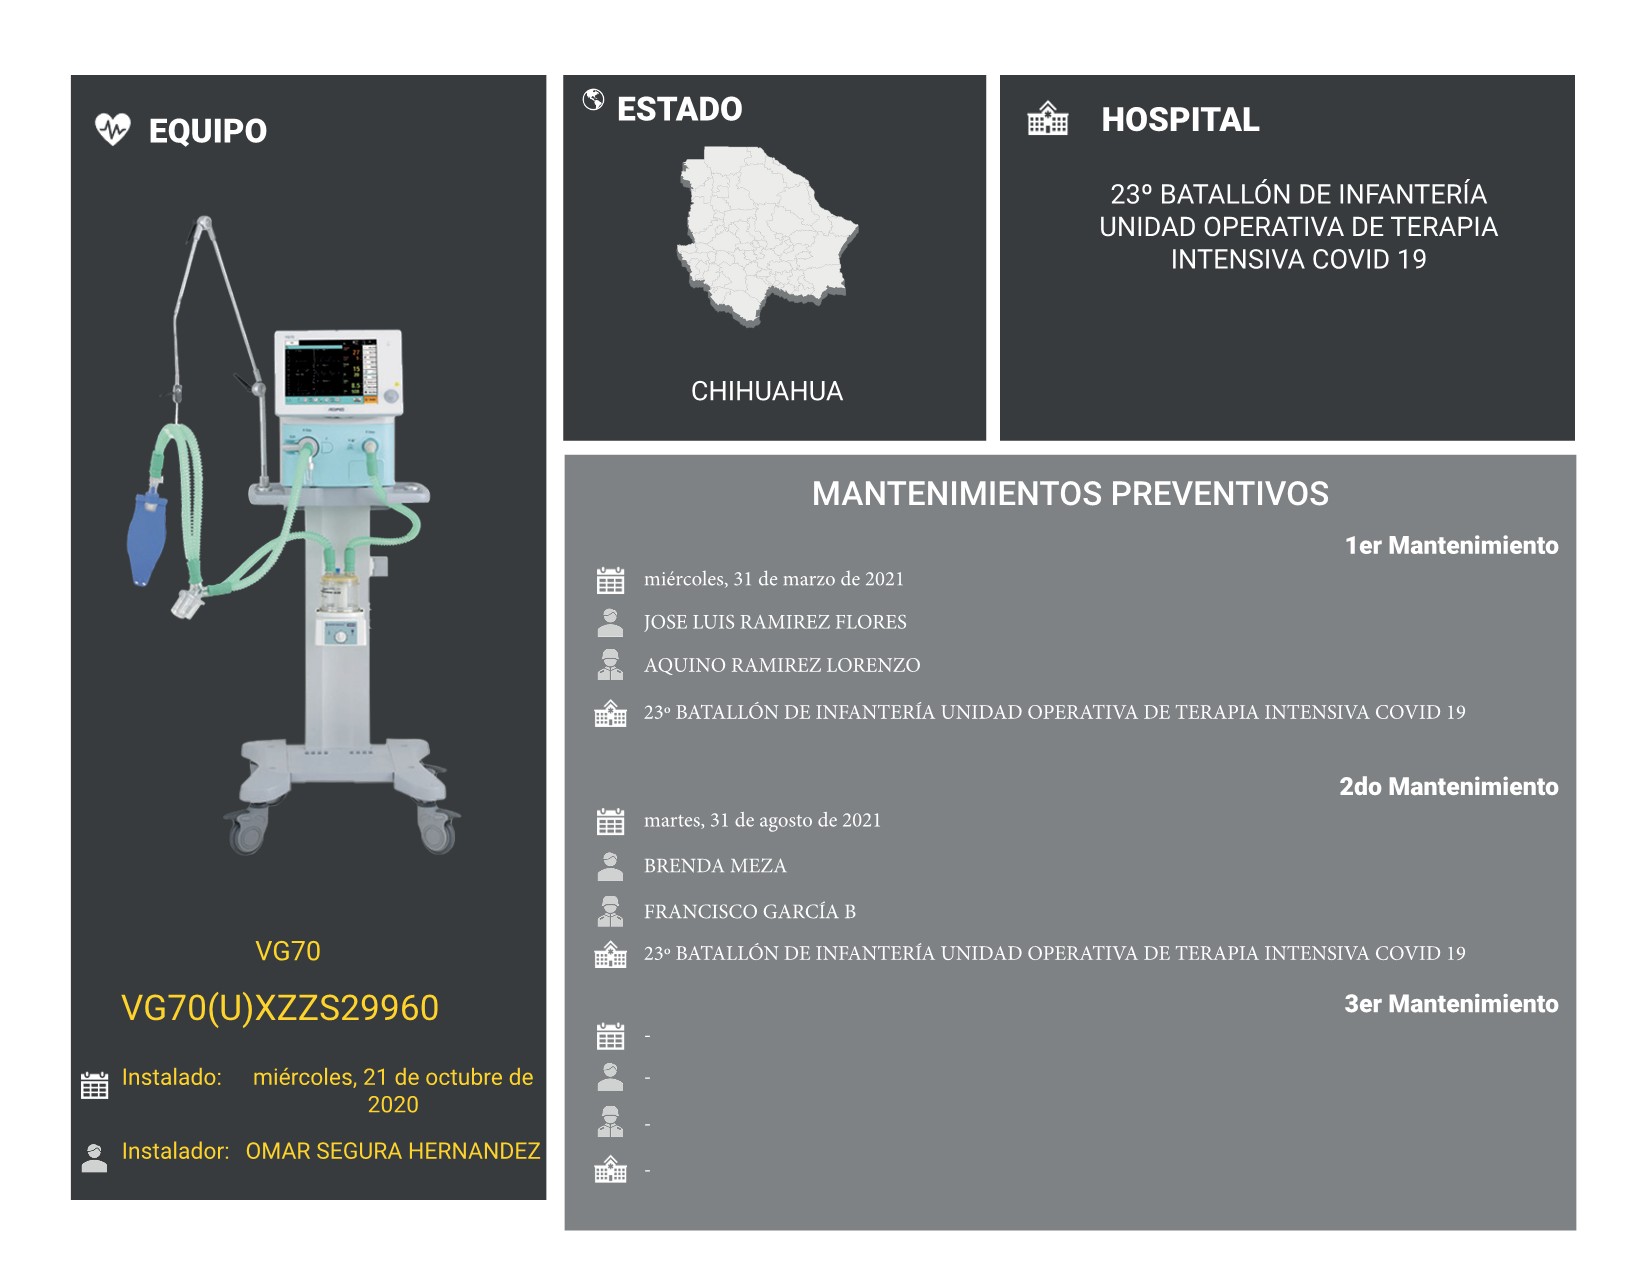 EQUIPO
VG70
VG70(U)XZZS29960
Instalado: miércoles, 21 de octubre de
2020
Instalador: OMAR SEGURA HERNANDEZ
ESTADO
CHIHUAHUA
HOSPITAL
23º BATALLÓN DE INFANTERÍA
UNIDAD OPERATIVA DE TERAPIA
INTENSIVA COVID 19
MANTENIMIENTOS PREVENTIVOS
1er Mantenimiento
miércoles, 31 de marzo de 2021
JOSE LUIS RAMIREZ FLORES
AQUINO RAMIREZ LORENZO
23º BATALLÓN DE INFANTERÍA UNIDAD OPERATIVA DE TERAPIA INTENSIVA COVID 19
2do Mantenimiento
martes, 31 de agosto de 2021
BRENDA MEZA
FRANCISCO GARCÍA B
23º BATALLÓN DE INFANTERÍA UNIDAD OPERATIVA DE TERAPIA INTENSIVA COVID 19
3er Mantenimiento
-
-
-
-